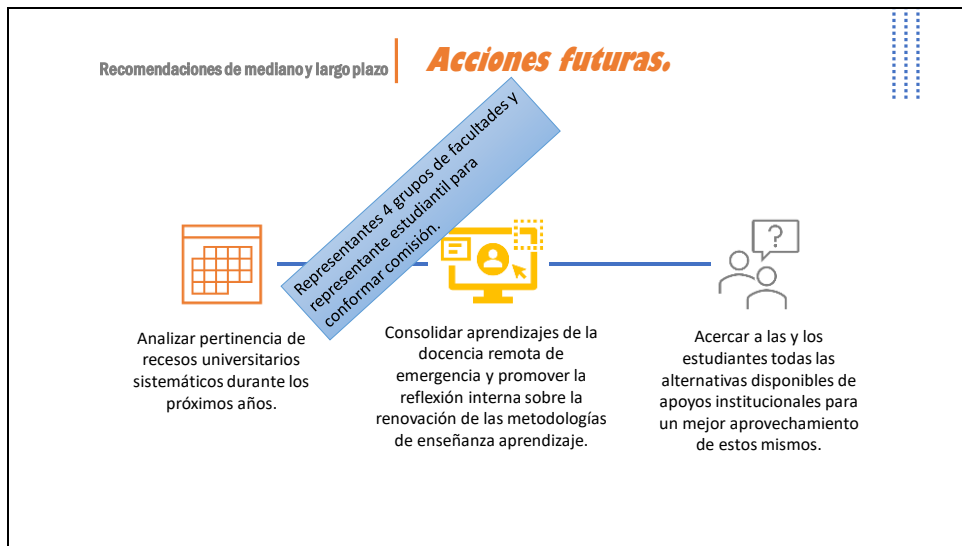 Recomendaciones de mediano y largo plazo
Acciones futuras.
Representantes 4 grupos de facultades y
representante estudiantil para
conformar comisión.
Analizar pertinencia de
recesos universitarios
sistemáticos durante los
próximos años.
Consolidar aprendizajes de la
docencia remota de
emergencia y promover la
reflexión interna sobre la
renovación de las metodologías
de enseñanza aprendizaje.
?
Acercar a las y los
estudiantes todas las
alternativas disponibles de
apoyos institucionales para
un mejor aprovechamiento
de estos mismos.